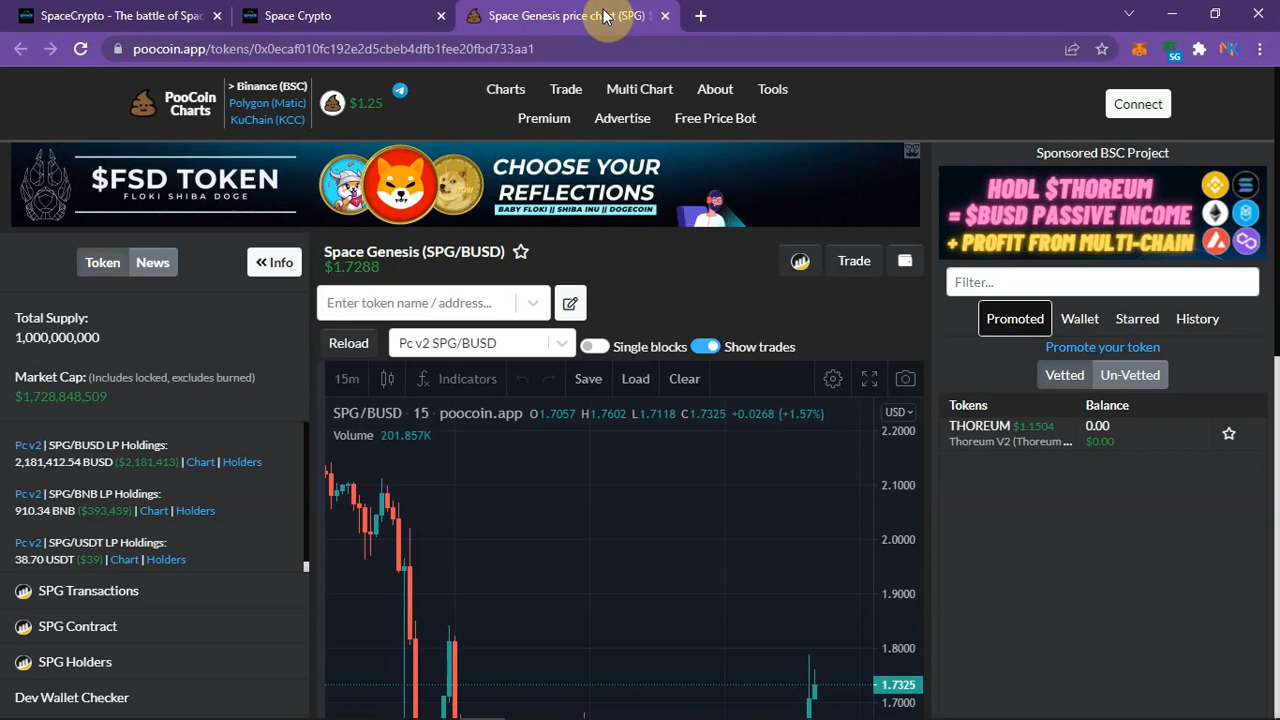 SpaceCrypto - The battle of Space
Space Crypto
Space Genesis price chart (SPG) $
poocoin.app/tokens/0x0ecaf010fc192e2d5cbeb4dfb1fee20fbd733aa1
SG
PooCoin
Charts
> Binance (BSC)
Polygon (Matic)
KuChain (KCC)
$1.25
Charts
Trade
Multi Chart
About
Tools
Premium
Advertise
Free Price Bot
Connect
$FSD TOKEN
FLOKI SHIBA DOGE
CHOOSE YOUR
REFLECTIONS
BABY FLOKI || SHIBA INU || DOGECOIN
Sponsored BSC Project
HODL $THOREUM
= $BUSD PASSIVE INCOME
+ PROFIT FROM MULTI-CHAIN
Token
News
Info
Total Supply:
1,000,000,000
Market Cap: (Includes locked, excludes burned)
$1,728,848,509
Pc v2 | SPG/BUSD LP Holdings:
2,181,412.54 BUSD ($2,181,413) | Chart | Holders
Pc v2 | SPG/BNB LP Holdings:
910.34 BNB ($393,439) | Chart | Holders
Pc v2 | SPG/USDT LP Holdings:
38.70 USDT ($39) | Chart | Holders
SPG Transactions
SPG Contract
SPG Holders
Dev Wallet Checker
Space Genesis (SPG/BUSD)
$1.7288
Trade
Enter token name / address...
Reload
Pc v2 SPG/BUSD
Single blocks
Show trades
15m
Indicators
Save
Load
Clear
SPG/BUSD · 15 · poocoin.app O1.7057 H1.7602 L1.7118 C1.7325 +0.0268 (+1.57%)
Volume 201.857K
USD
2.2000
2.1000
2.0000
1.9000
1.8000
1.7325
1.7000
Filter...
Promoted
Wallet
Starred
History
Promote your token
Vetted
Un-Vetted
Tokens
Balance
THOREUM $1.1504
0.00
Thoreum V2 (Thoreum ...
$0.00